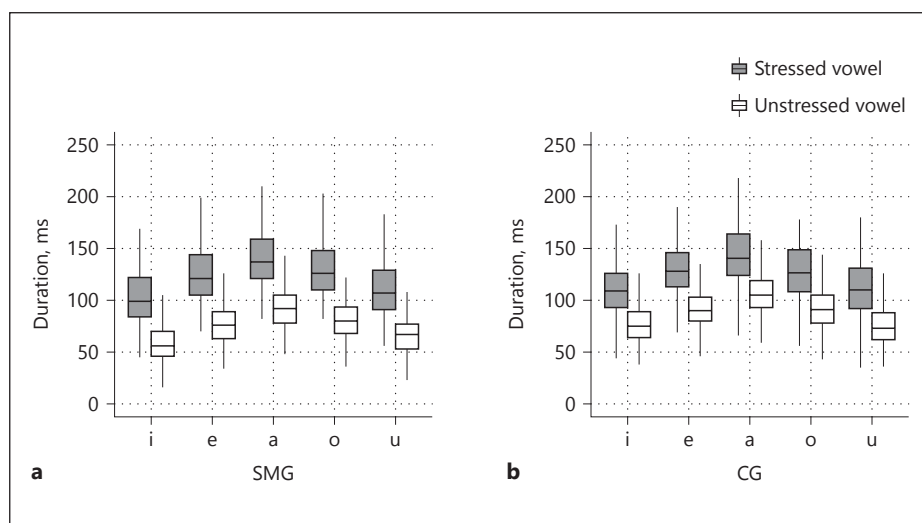 Stressed vowel
Unstressed vowel
Duration, ms
250
200
150
100
50
0
i e a o u
a SMG
Duration, ms
250
200
150
100
50
0
i e a o u
b CG